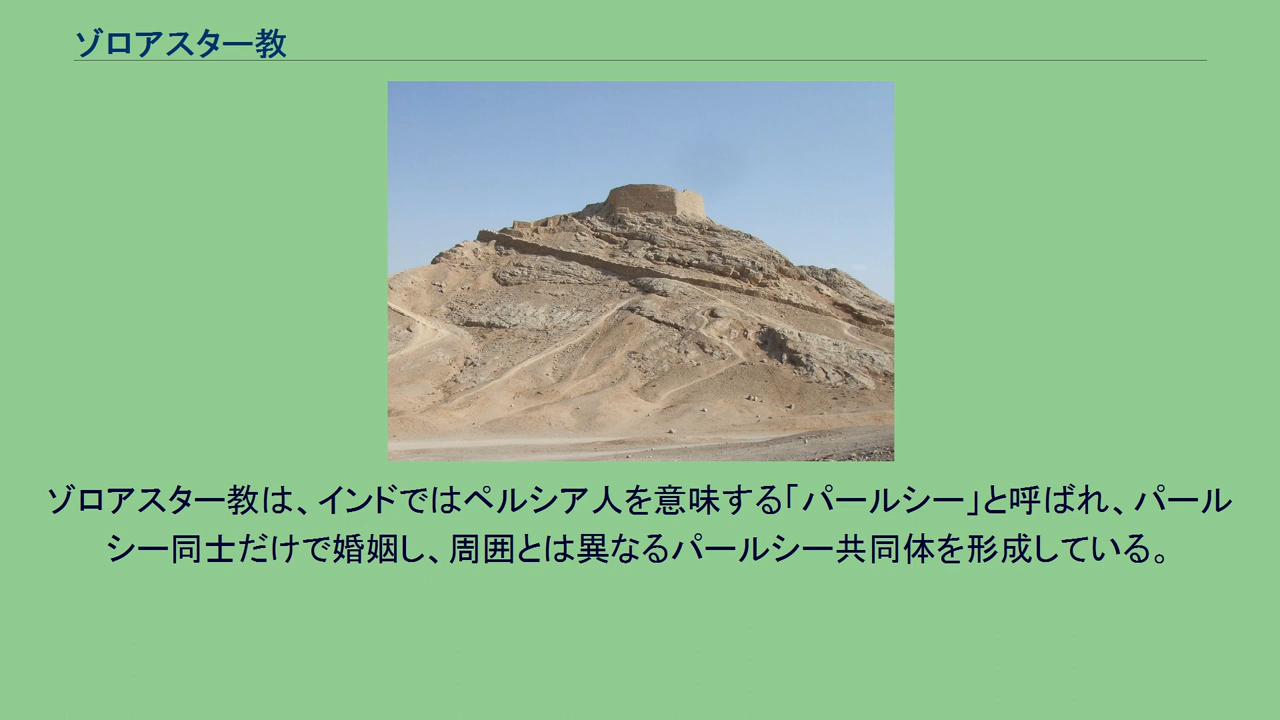 ゾロアスター教
ゾロアスター教は、インドではペルシア人を意味する「パールシー」と呼ばれ、パール
シー同士だけで婚姻し、周囲とは異なるパールシー共同体を形成している。